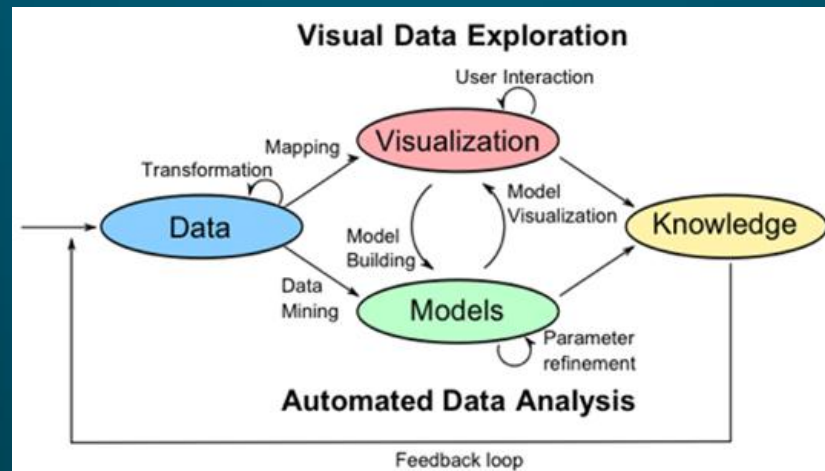 Visual Data Exploration
User Interaction
Visualization
Mapping
Transformation
Data
Model
Visualization
Knowledge
Model
Building
Data
Mining
Models
Parameter
refinement
Automated Data Analysis
Feedback loop